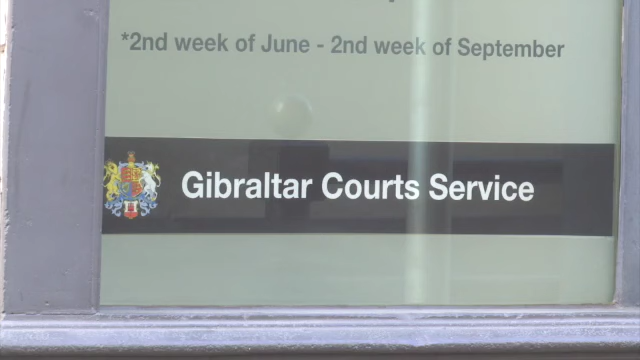 *2nd week of June - 2nd week of September
Gibraltar Courts Service